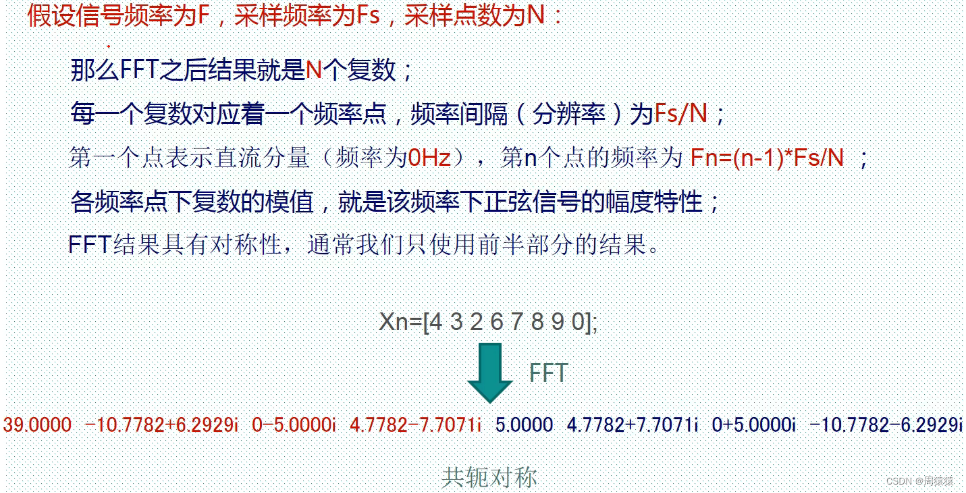 假设信号频率为F，采样频率为Fs，采样点数为N：
那么FFT之后结果就是N个复数；
每一个复数对应着一个频率点，频率间隔（分辨率）为Fs/N；
第一个点表示直流分量（频率为0Hz），第n个点的频率为 Fn=(n-1)*Fs/N ；
各频率点下复数的模值，就是该频率下正弦信号的幅度特性；
FFT结果具有对称性，通常我们只使用前半部分的结果。
Xn=[4 3 2 6 7 8 9 0];
FFT
39.0000 -10.7782+6.2929i 0-5.0000i 4.7782-7.7071i 5.0000 4.7782+7.7071i 0+5.0000i -10.7782-6.2929i
共轭对称
CSDN @周猿猿